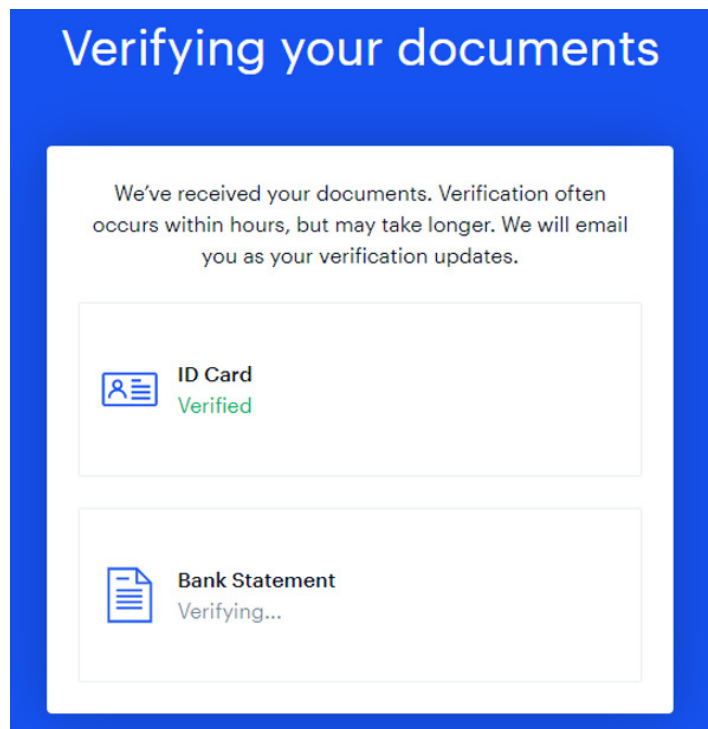 Verifying your documents
We've received your documents. Verification often
occurs within hours, but may take longer. We will email
you as your verification updates.
ID Card
Verified
Bank Statement
Verifying...